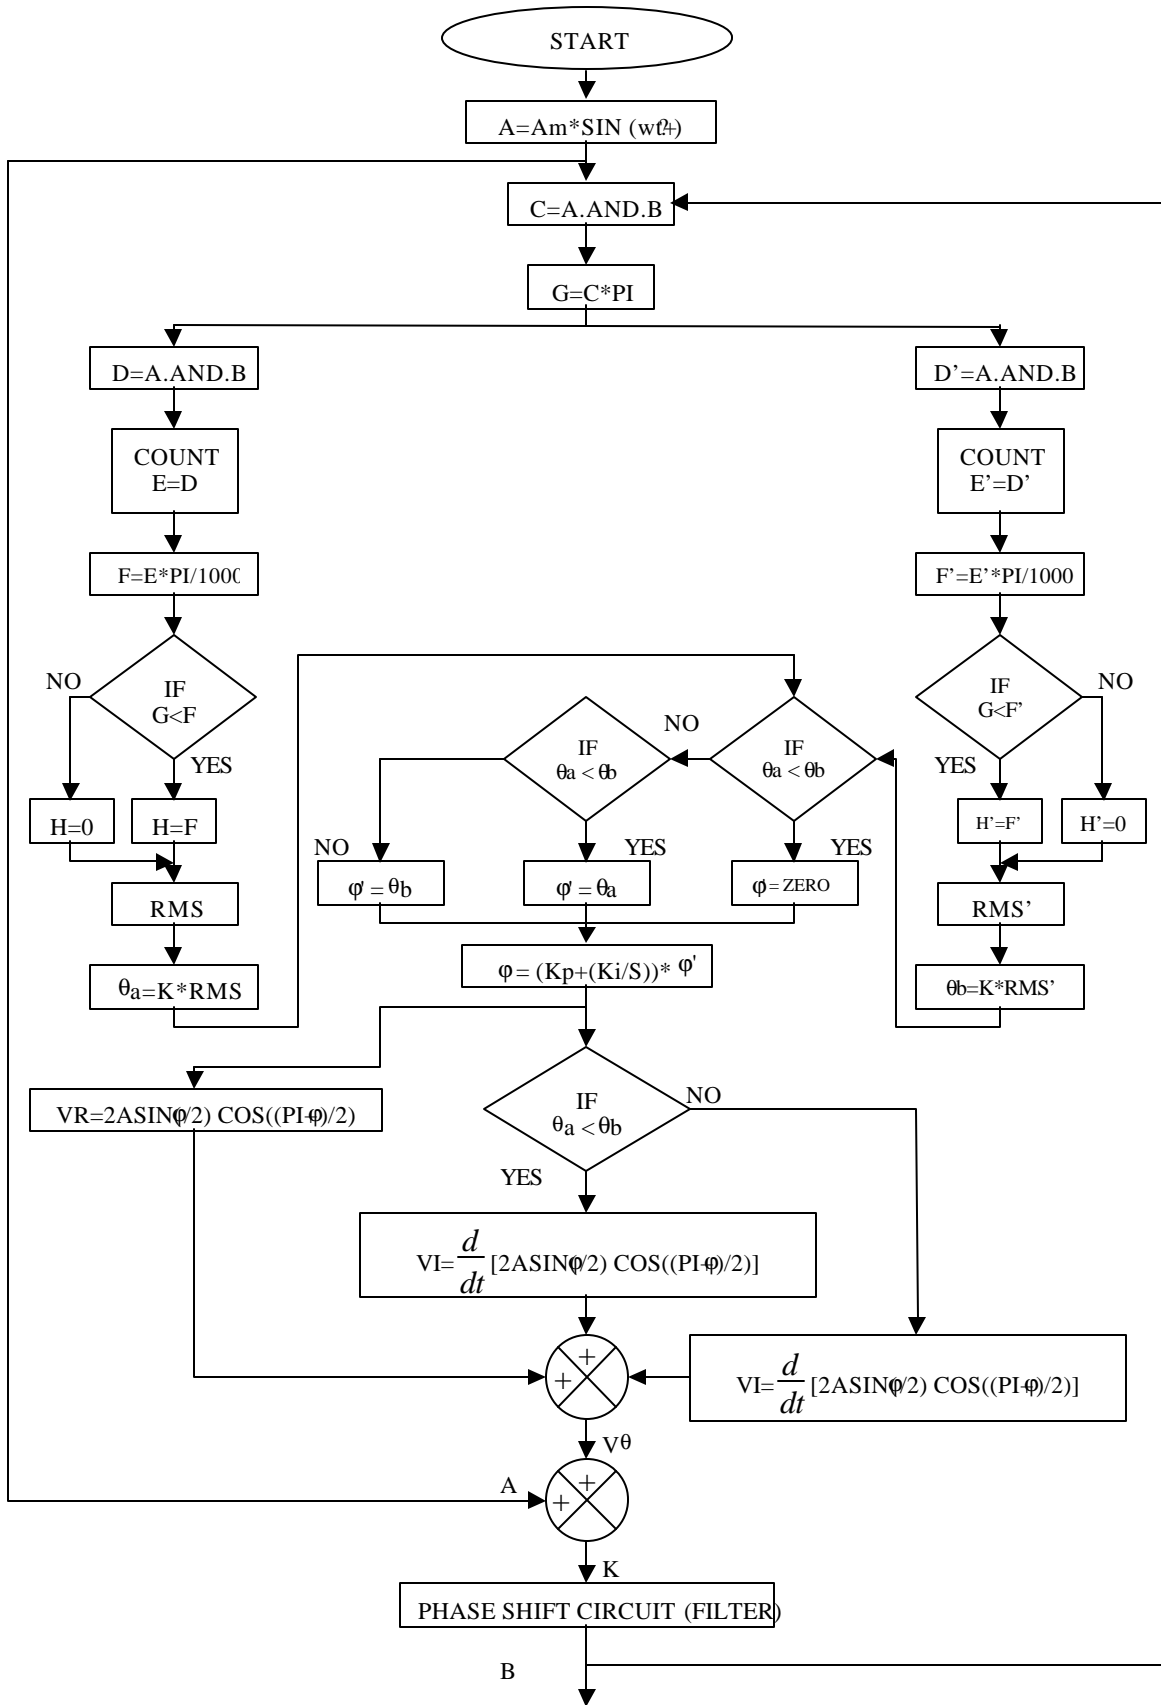 START
A=Am*SIN (wt?+)
C=A.AND.B
G=C*PI
D=A.AND.B
D’=A.AND.B
COUNT
E=D
COUNT
E’=D’
F=E*PI/1000
F’=E’*PI/1000
NO
IF
G<F
YES
IF
G<F’
NO
YES
NO
IF
θa < θb
IF
θa < θb
H=0
H=F
H’=F’
H’=0
NO
YES
YES
φ' = θb
φ' = θa
φ' = ZERO
RMS
RMS’
φ = (Kp+(Ki/S))* φ'
θa=K*RMS
θb=K*RMS’
VR=2ASIN(φ/2) COS((PI-φ)/2)
IF
θa < θb
NO
YES
VI= d/dt [2ASIN(φ/2) COS((PI-φ)/2)]
VI= d/dt [2ASIN(φ/2) COS((PI-φ)/2)]
+
+
Vθ
A
+
+
K
PHASE SHIFT CIRCUIT (FILTER)
B